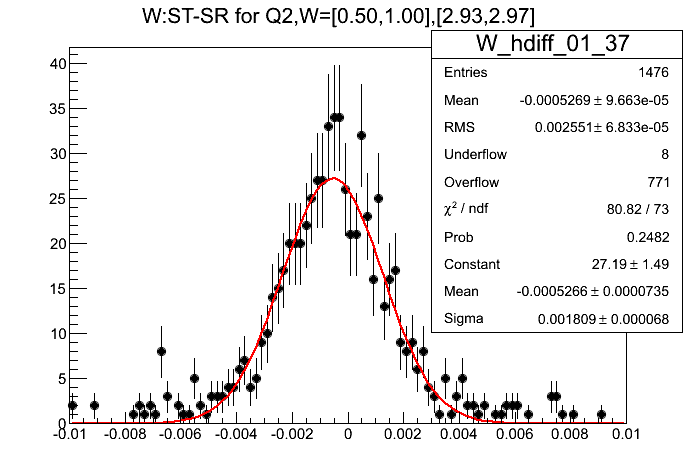 W:ST-SR for Q2,W=[0.50,1.00],[2.93,2.97]
W_hdiff_01_37
Entries 1476
Mean -0.0005269 ± 9.663e-05
RMS 0.002551 ± 6.833e-05
Underflow 8
Overflow 771
χ² / ndf 80.82 / 73
Prob 0.2482
Constant 27.19 ± 1.49
Mean -0.0005266 ± 0.0000735
Sigma 0.001809 ± 0.000068
40
35
30
25
20
15
10
5
0
-0.01 -0.008 -0.006 -0.004 -0.002 0 0.002 0.004 0.006 0.008 0.01